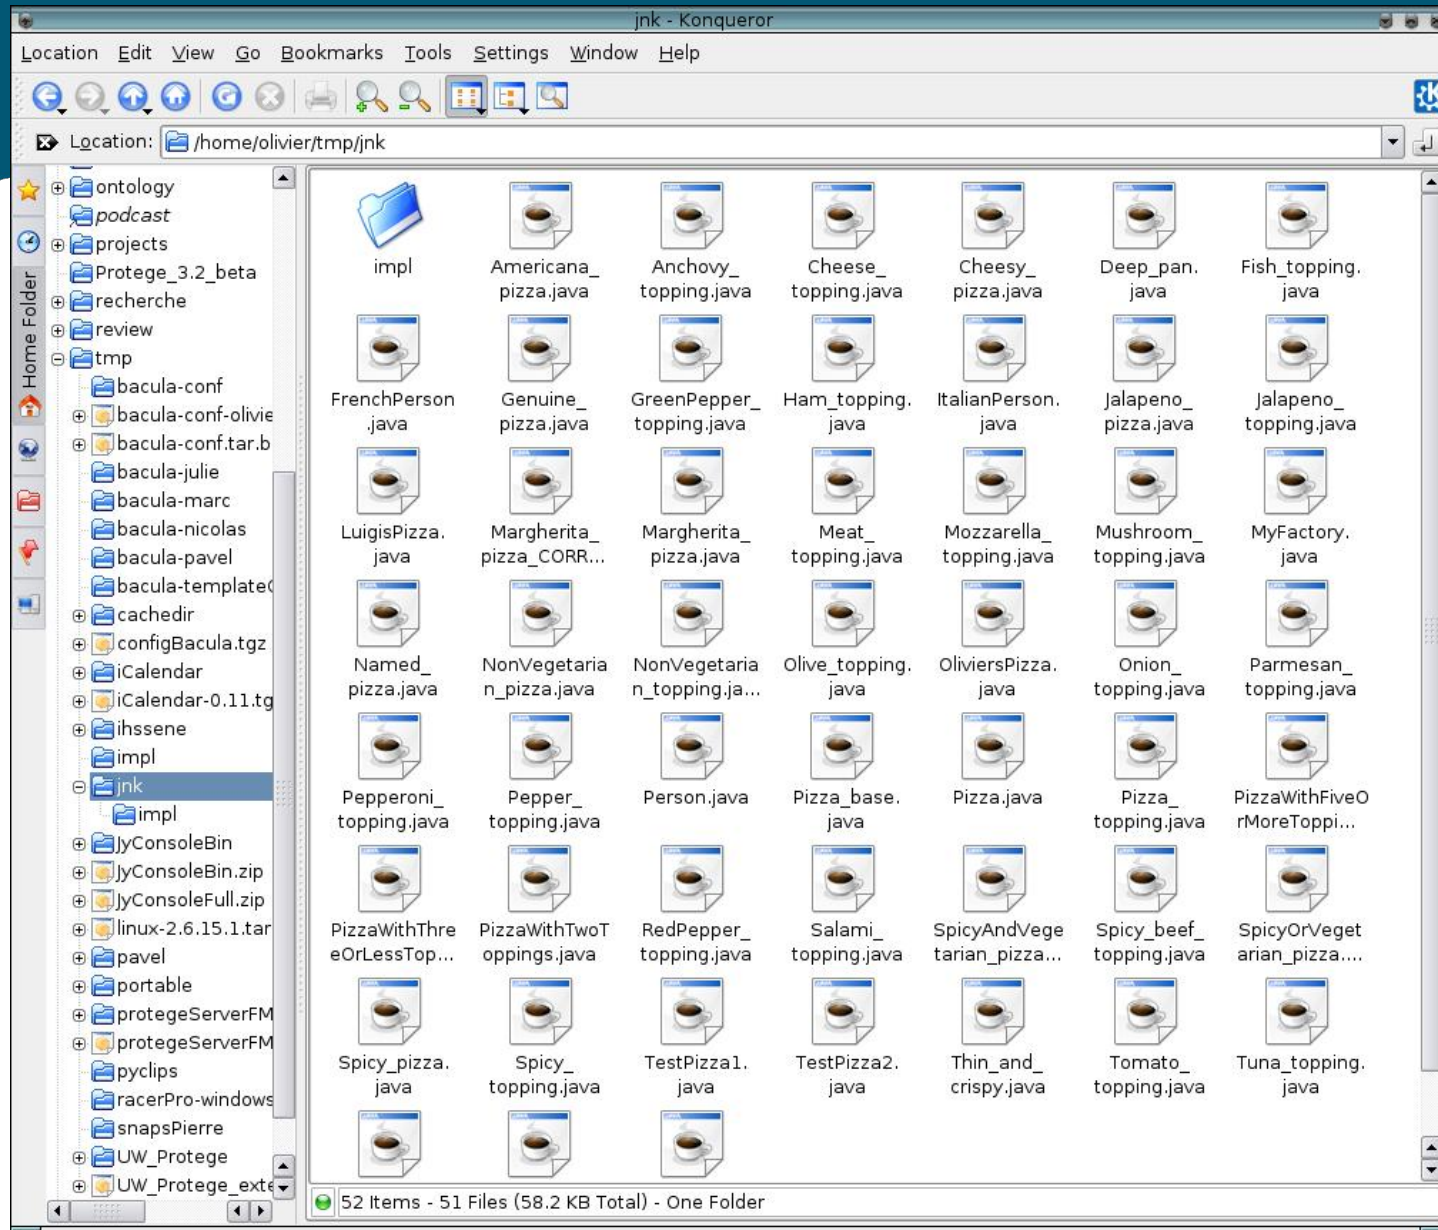 jnk - Konqueror
Location Edit View Go Bookmarks Tools Settings Window Help
Location: /home/olivier/tmp/jnk
Home Folder
ontology
podcast
projects
Protege_3.2_beta
recherche
review
tmp
bacula-conf
bacula-conf-olivie
bacula-conf.tar.b
bacula-julie
bacula-marc
bacula-nicolas
bacula-pavel
bacula-template
cachedir
configBacula.tgz
iCalendar
iCalendar-0.11.tg
ihssene
impl
jnk
impl
JyConsoleBin
JyConsoleBin.zip
JyConsoleFull.zip
linux-2.6.15.1.tar
pavel
portable
protegeServerFM
protegeServerFM
pyclips
racerPro-windows
snapsPierre
UW_Protege
UW_Protege_exte
impl Americana_ Anchovy_ Cheese_ Cheesy_ Deep_pan. Fish_topping.
pizza.java topping.java topping.java pizza.java java java
FrenchPerson Genuine_ GreenPepper_ Ham_topping. ItalianPerson. Jalapeno_ Jalapeno_
.java pizza.java topping.java java java pizza.java topping.java
LuigisPizza. Margherita_ Margherita_ Meat_ Mozzarella_ Mushroom_ MyFactory.
java pizza_CORR... pizza.java topping.java topping.java topping.java java
Named_ NonVegetaria NonVegetaria Olive_topping. OliviersPizza. Onion_ Parmesan_
pizza.java n_pizza.java n_topping.ja... java java topping.java topping.java
Pepperoni_ Pepper_ Person.java Pizza_base. Pizza.java Pizza_ PizzaWithFiveO
topping.java topping.java java topping.java rMoreToppi...
PizzaWithThre PizzaWithTwoT RedPepper_ Salami_ SpicyAndVege Spicy_beef_ SpicyOrVeget
eOrLessTop... oppings.java topping.java topping.java tarian_pizza... topping.java arian_pizza....
Spicy_pizza. Spicy_ TestPizza1. TestPizza2. Thin_and_ Tomato_ Tuna_topping.
java topping.java java java crispy.java topping.java java
52 Items - 51 Files (58.2 KB Total) - One Folder